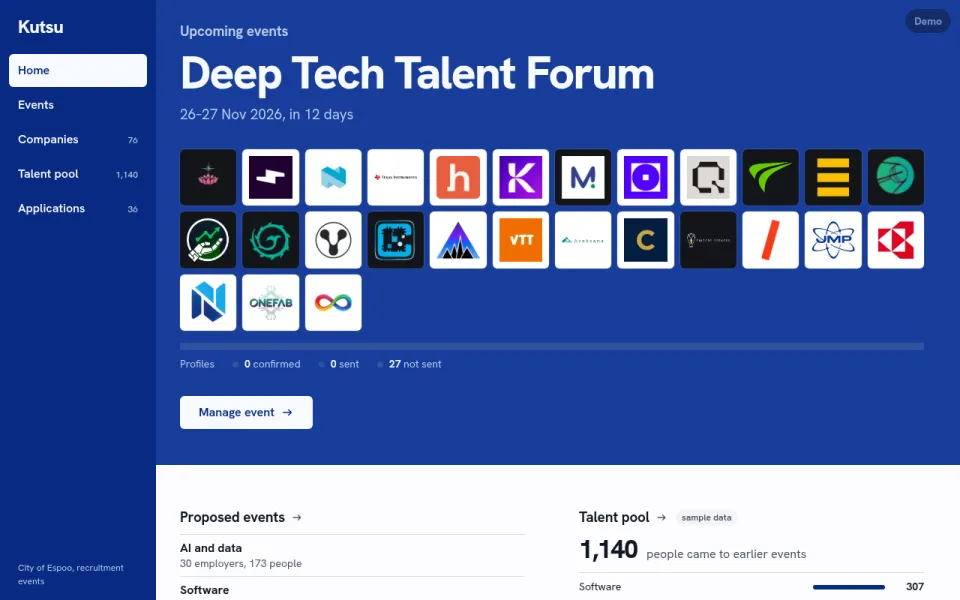 Kutsu
Home
Events
Companies 76
Talent pool 1,140
Applications 36
City of Espoo, recruitment
events
Demo
Upcoming events
Deep Tech Talent Forum
26–27 Nov 2026, in 12 days
TEXAS INSTRUMENTS
h
K
M
VTT
C
JMP
N
ONEFAB
Profiles
0 confirmed
0 sent
27 not sent
Manage event →
Proposed events →
AI and data
30 employers, 173 people
Software
Talent pool → sample data
1,140 people came to earlier events
Software 307